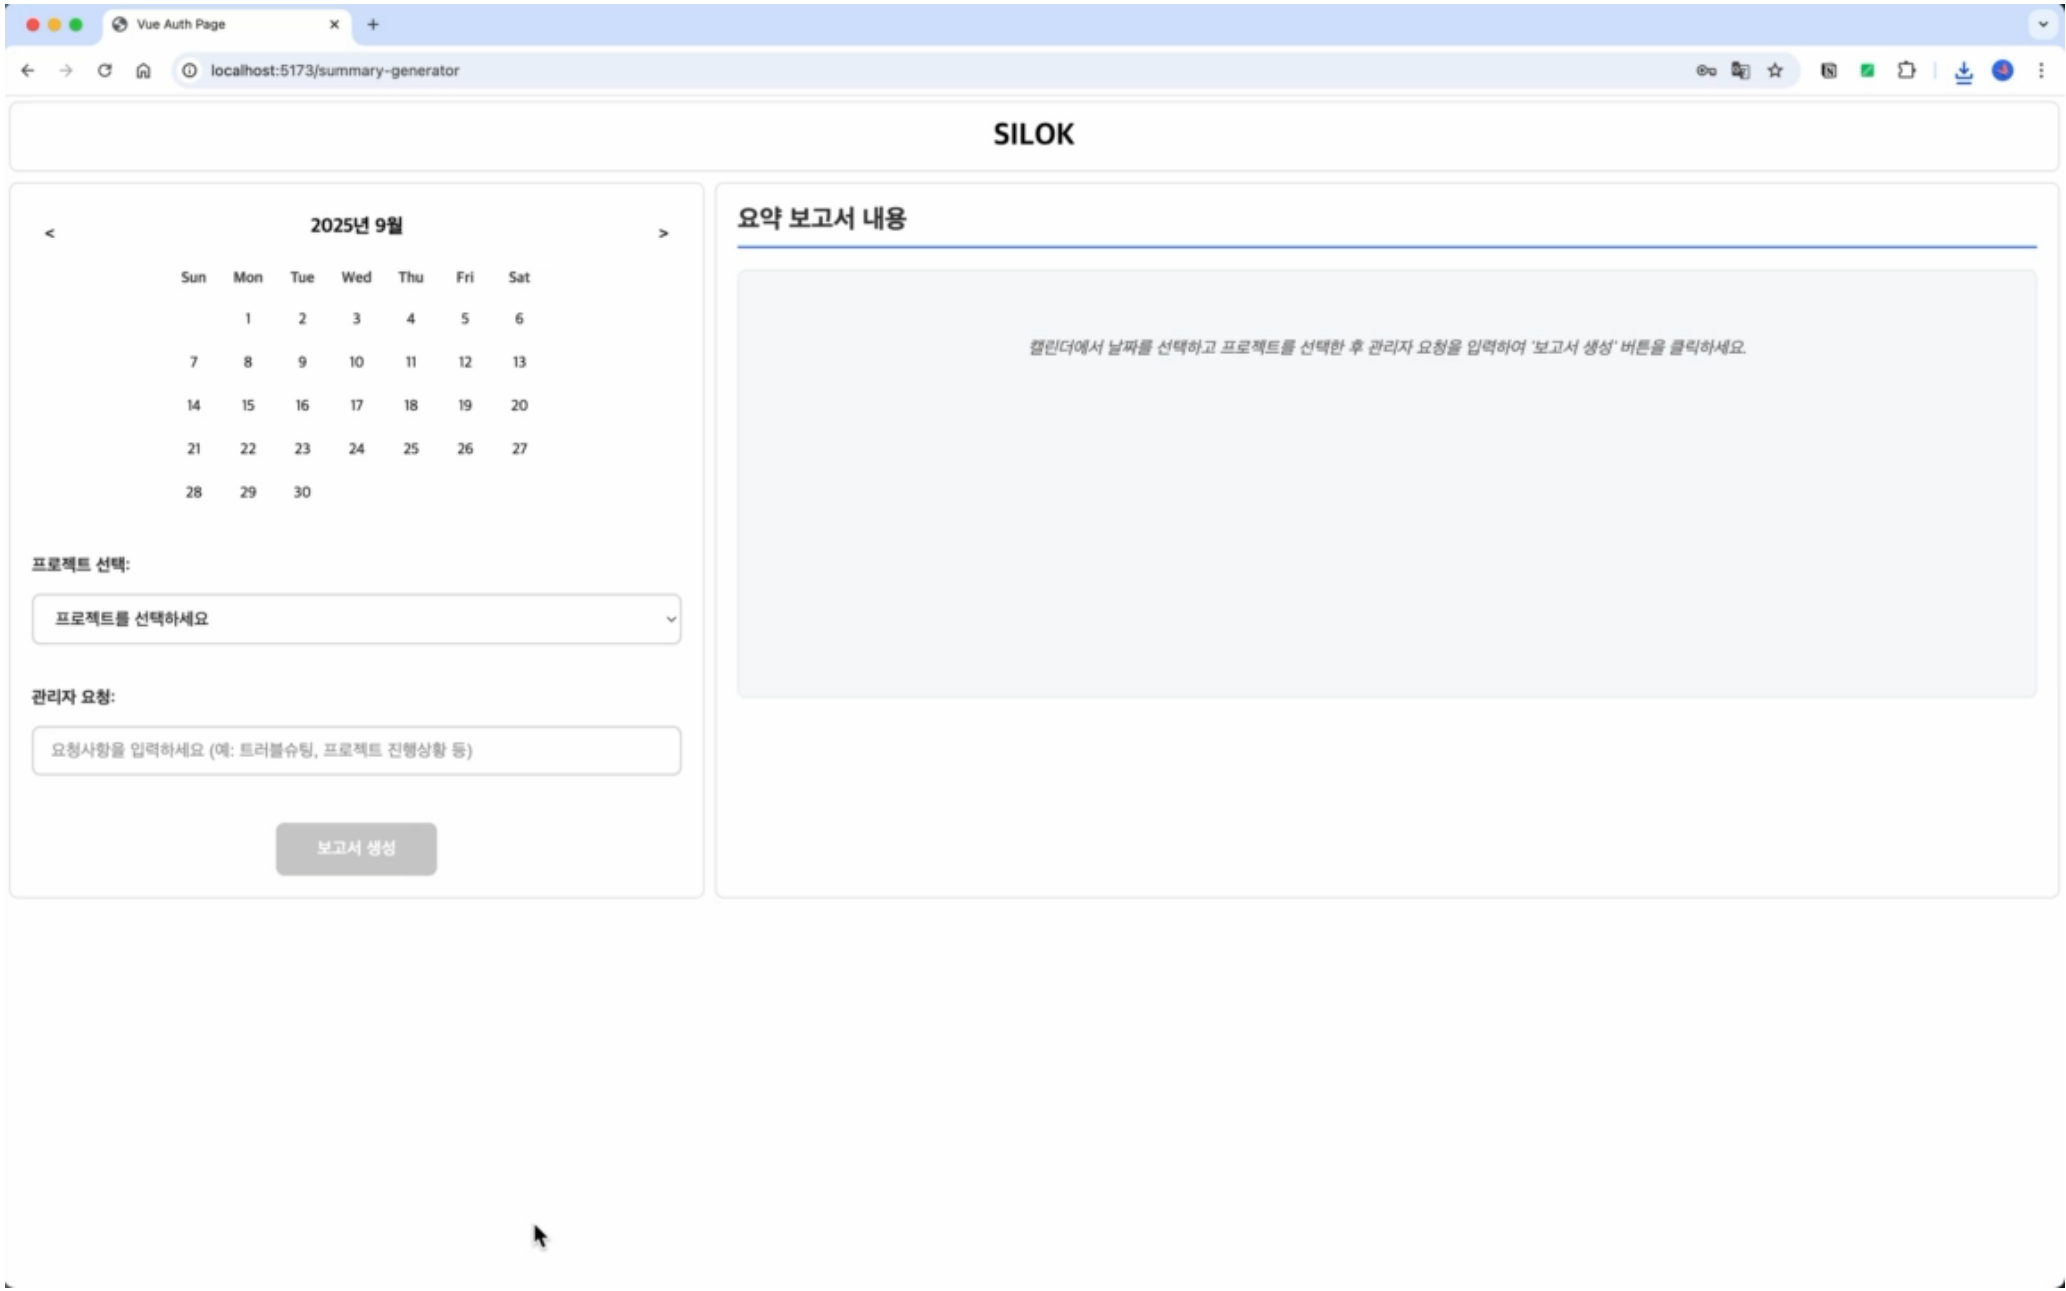 Vue Auth Page
localhost:5173/summary-generator
SILOK
< 2025년 9월 >
Sun Mon Tue Wed Thu Fri Sat
1 2 3 4 5 6
7 8 9 10 11 12 13
14 15 16 17 18 19 20
21 22 23 24 25 26 27
28 29 30
프로젝트 선택:
프로젝트를 선택하세요
관리자 요청:
요청사항을 입력하세요 (예: 트러블슈팅, 프로젝트 진행상황 등)
보고서 생성
요약 보고서 내용
캘린더에서 날짜를 선택하고 프로젝트를 선택한 후 관리자 요청을 입력하여 '보고서 생성' 버튼을 클릭하세요.